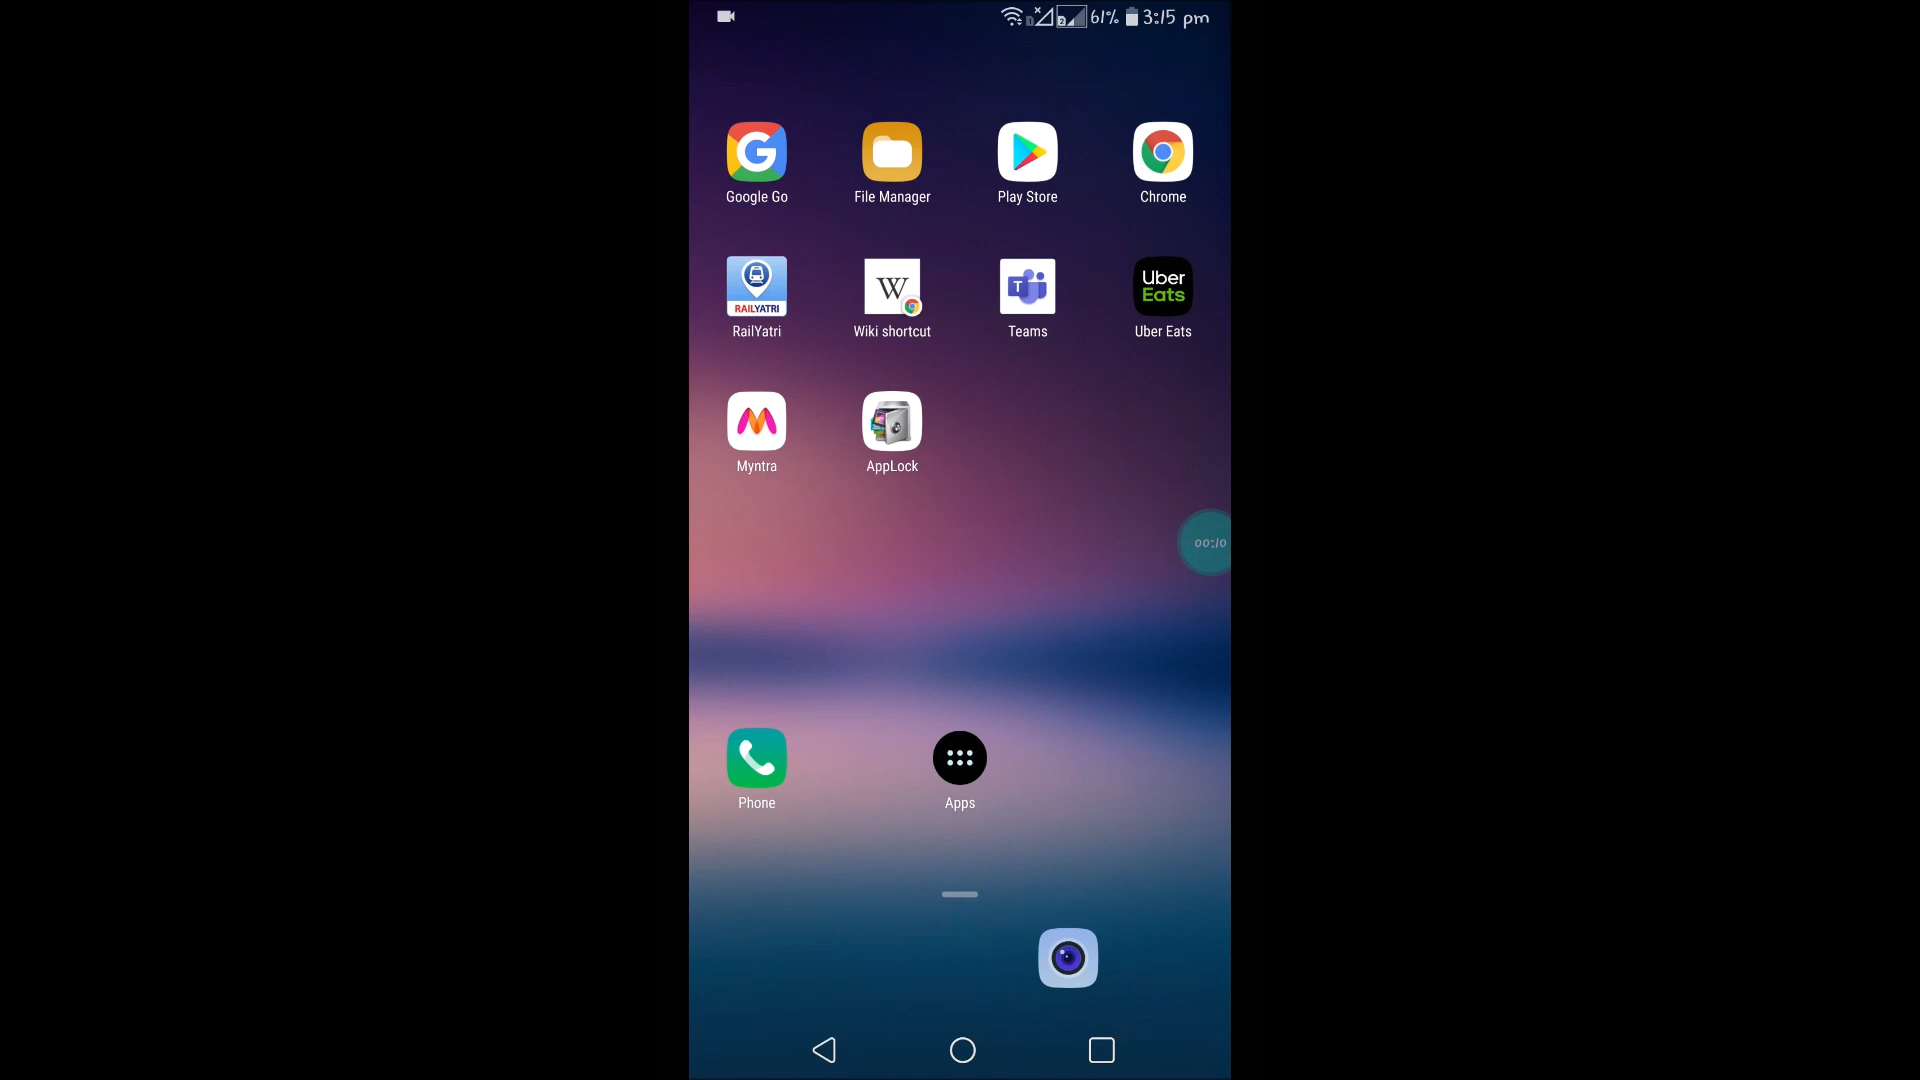 61% 3:15 pm
Google Go File Manager Play Store Chrome
RAILYATRI W T Uber
Eats
RailYatri Wiki shortcut Teams Uber Eats
Myntra AppLock
00:10
Phone Apps